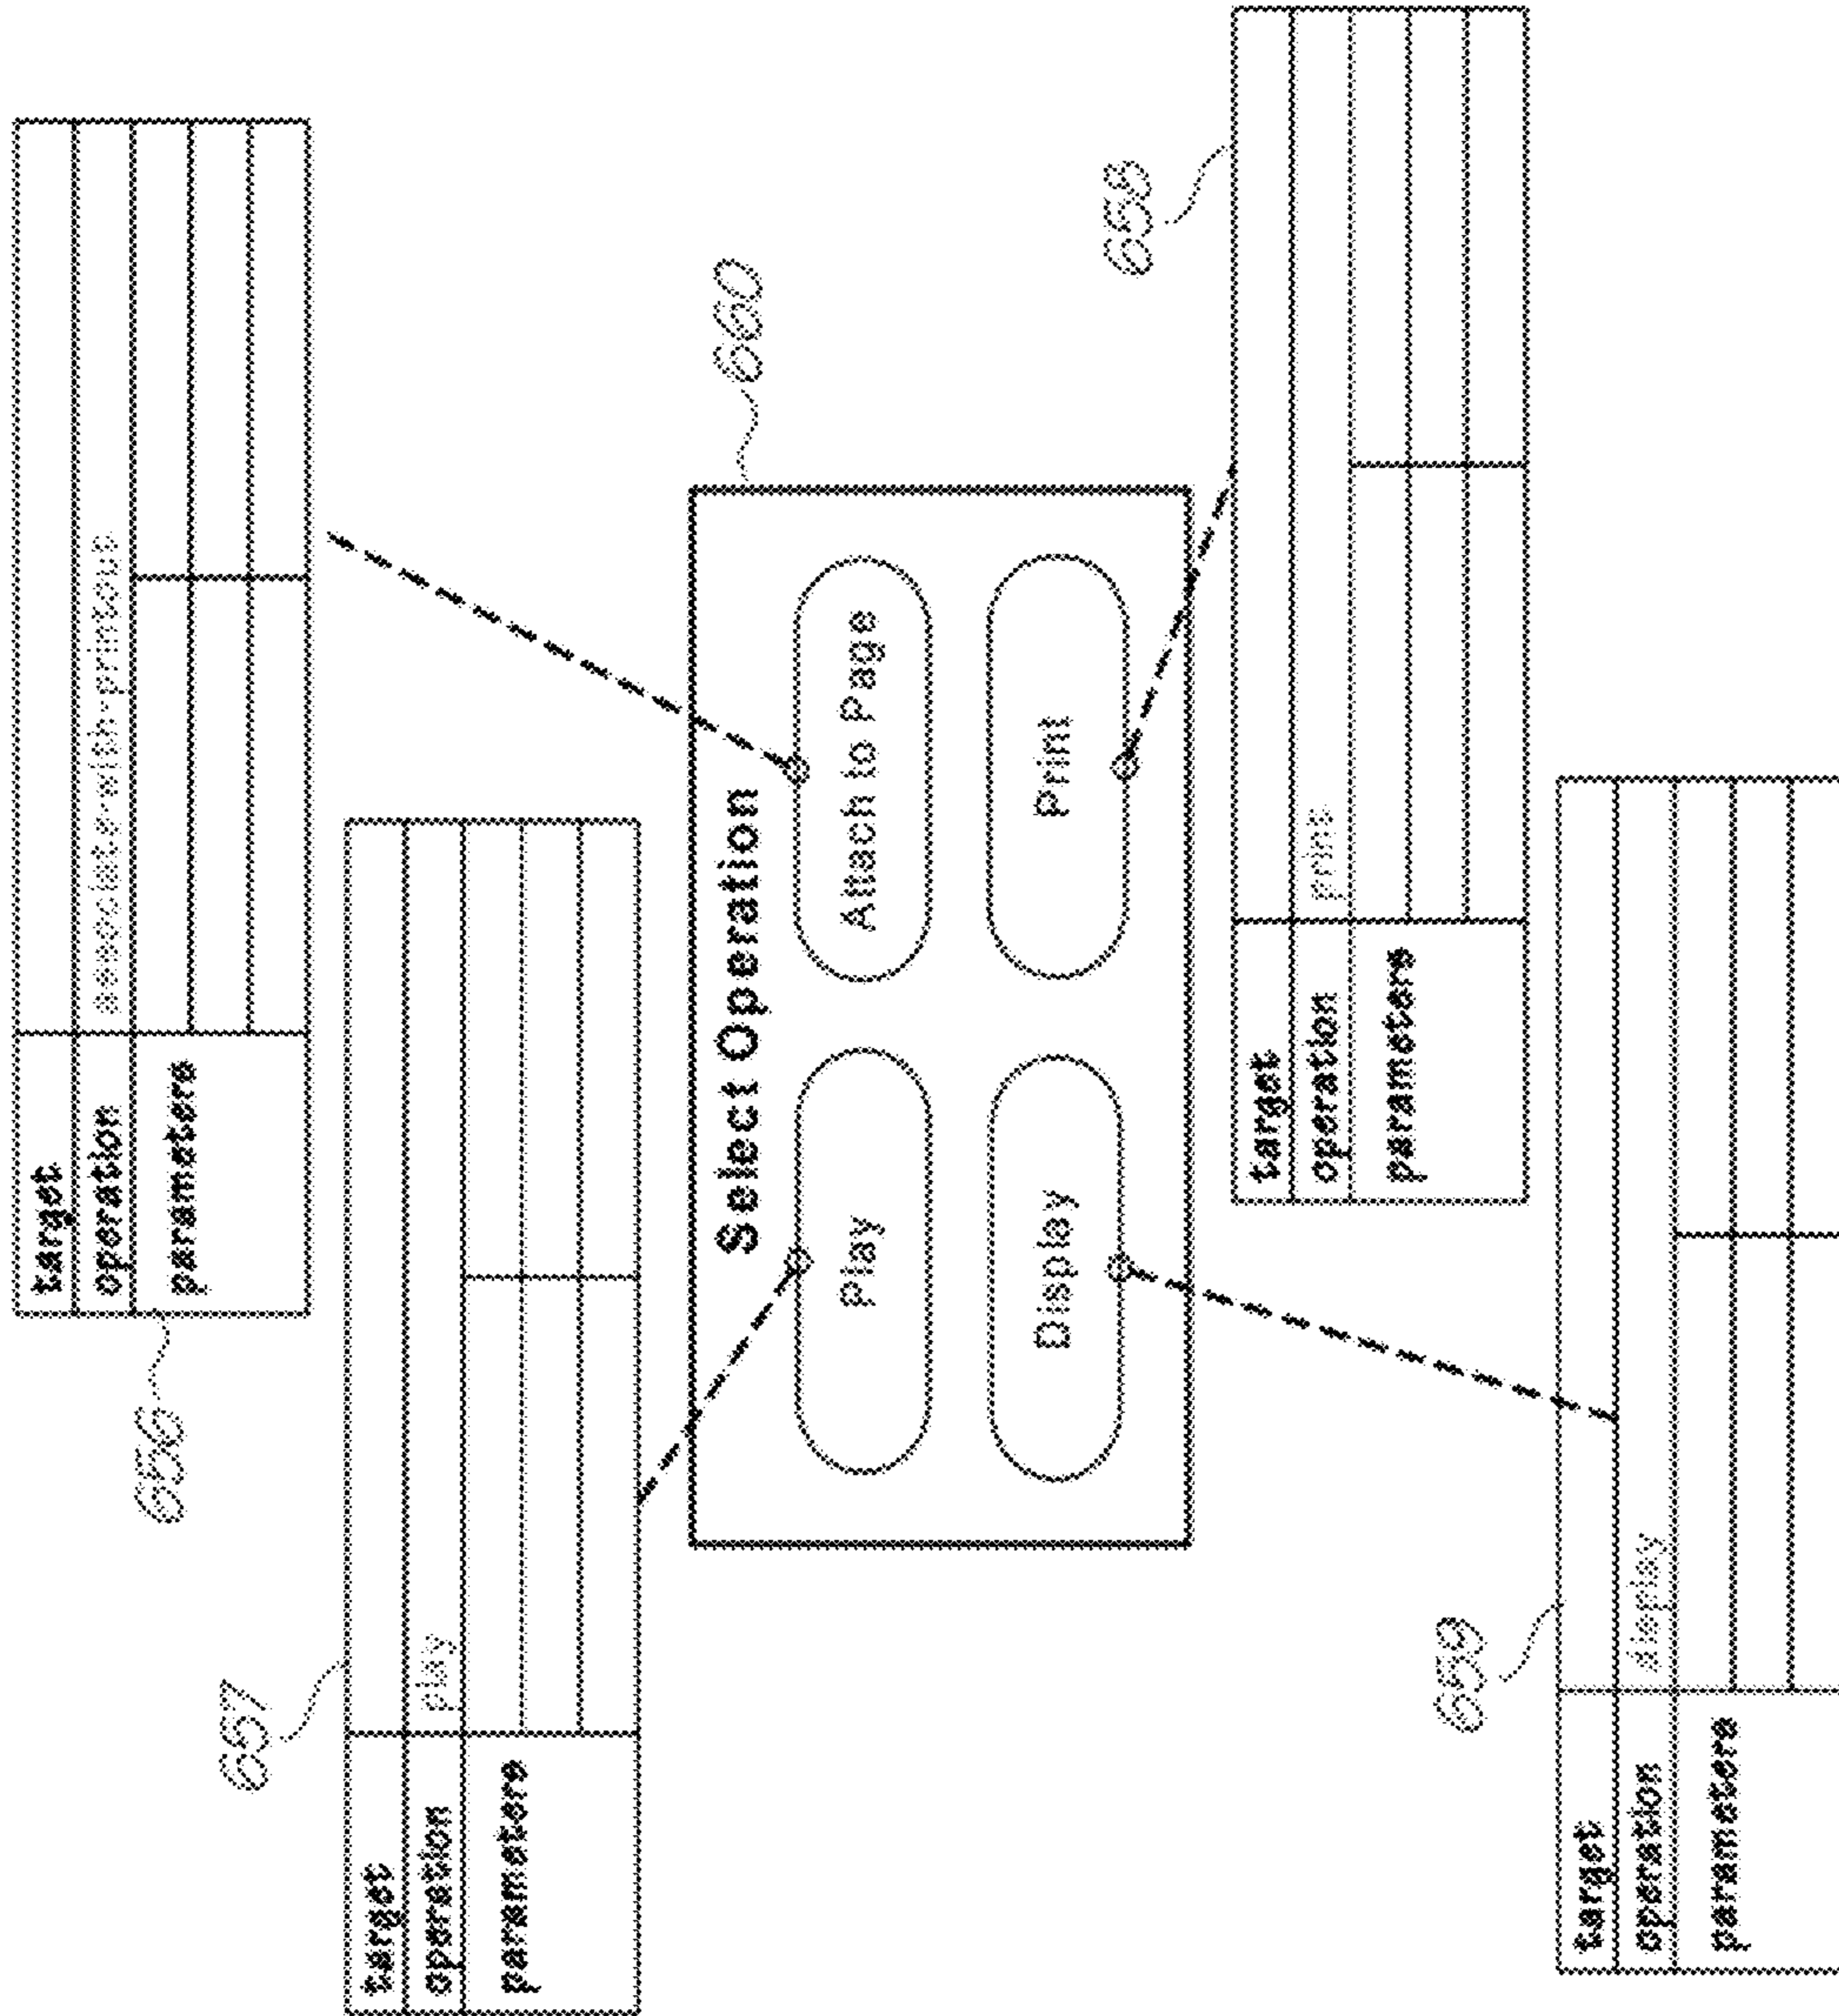 656
target
operation associate-with-printout
parameters
657
target
operation play
parameters
660
Select Operation
Play Attach to Page
Display Print
658
target
operation print
parameters
659
target
operation display
parameters